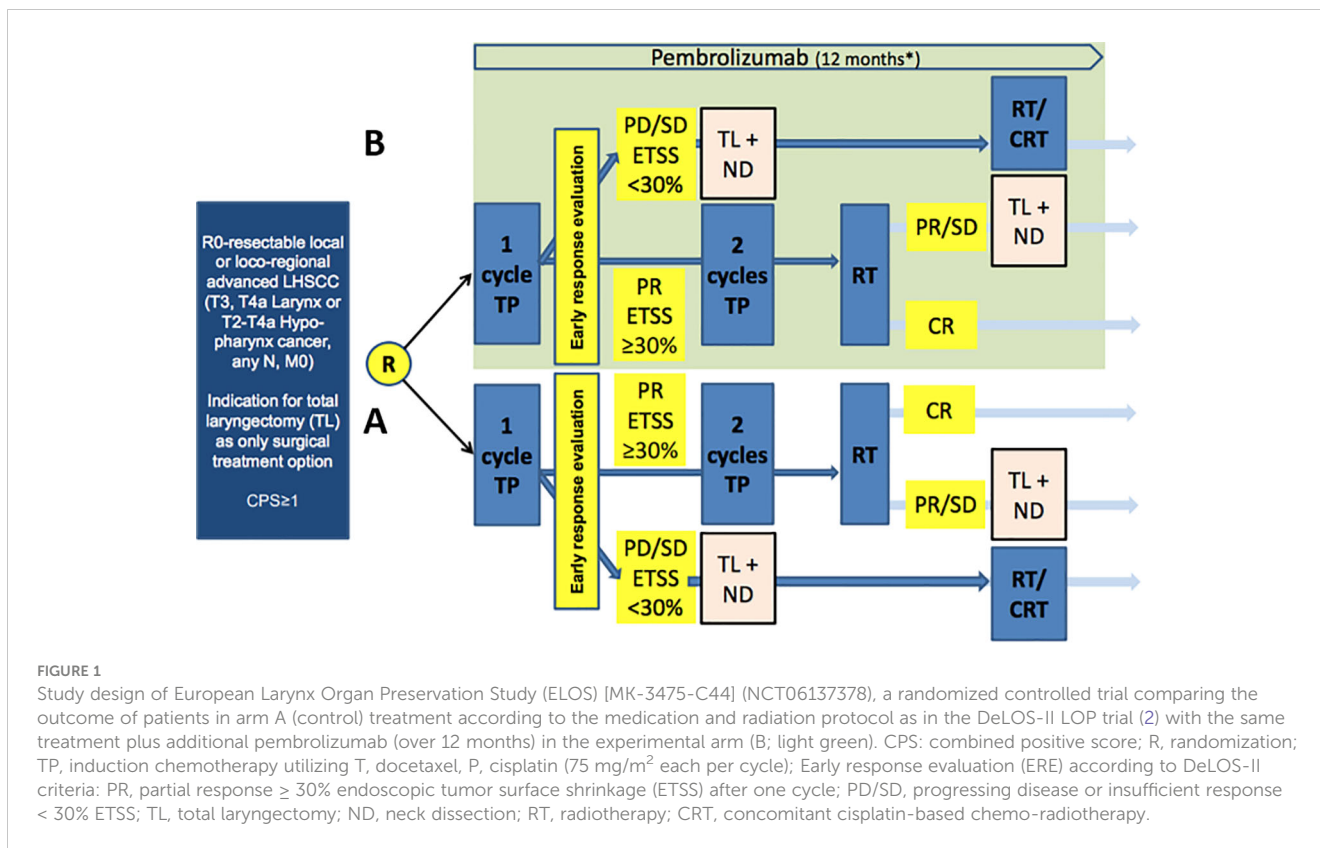 Pembrolizumab (12 months*)
B
PD/SD
ETSS
<30%
TL +
ND
RT/
CRT
1
cycle
TP
Early response evaluation
PR
ETSS
≥30%
2
cycles
TP
RT
PR/SD
TL +
ND
CR
R0-resectable local
or loco-regional
advanced LHSCC
(T3, T4a Larynx or
T2-T4a Hypo-
pharynx cancer,
any N, M0)
Indication for total
laryngectomy (TL)
as only surgical
treatment option
CPS≥1
R
A
1
cycle
TP
Early response evaluation
PR
ETSS
≥30%
2
cycles
TP
RT
CR
PR/SD
TL +
ND
PD/SD
ETSS
<30%
TL +
ND
RT/
CRT
FIGURE 1
Study design of European Larynx Organ Preservation Study (ELOS) [MK-3475-C44] (NCT06137378), a randomized controlled trial comparing the
outcome of patients in arm A (control) treatment according to the medication and radiation protocol as in the DeLOS-II LOP trial (2) with the same
treatment plus additional pembrolizumab (over 12 months) in the experimental arm (B; light green). CPS: combined positive score; R, randomization;
TP, induction chemotherapy utilizing T, docetaxel, P, cisplatin (75 mg/m² each per cycle); Early response evaluation (ERE) according to DeLOS-II
criteria: PR, partial response ≥ 30% endoscopic tumor surface shrinkage (ETSS) after one cycle; PD/SD, progressing disease or insufficient response
< 30% ETSS; TL, total laryngectomy; ND, neck dissection; RT, radiotherapy; CRT, concomitant cisplatin-based chemo-radiotherapy.